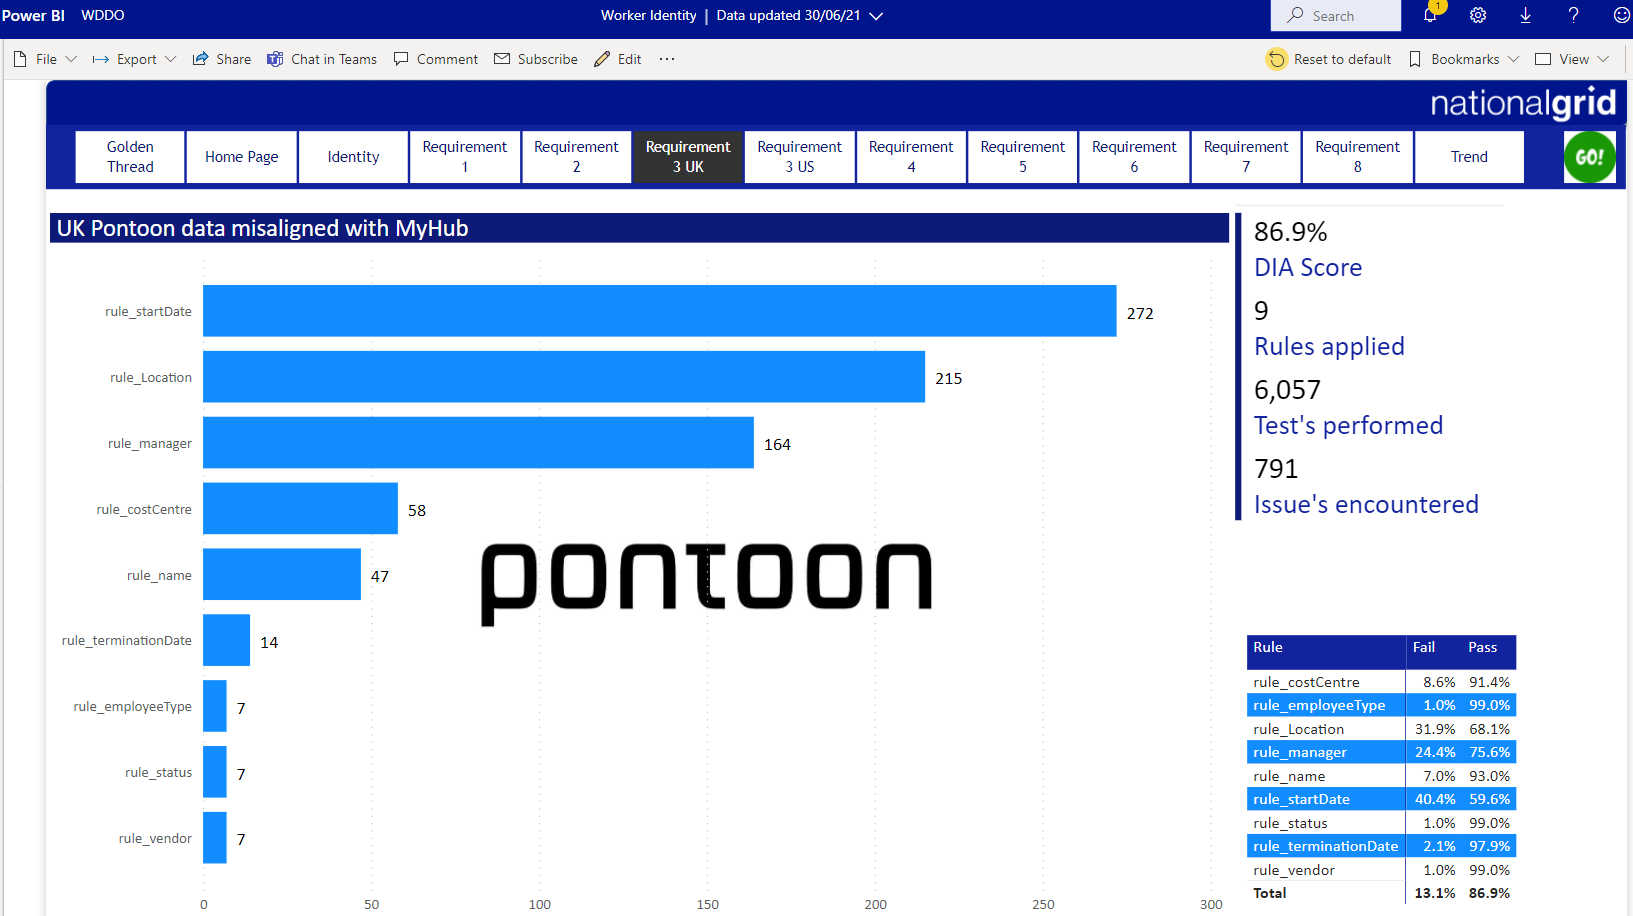 Power BI WDDO Worker Identity | Data updated 30/06/21 Search 1 ?
File Export Share Chat in Teams Comment Subscribe Edit ... Reset to default Bookmarks View
nationalgrid
Golden Thread
Home Page
Identity
Requirement 1
Requirement 2
Requirement 3 UK
Requirement 3 US
Requirement 4
Requirement 5
Requirement 6
Requirement 7
Requirement 8
Trend
GO!
UK Pontoon data misaligned with MyHub
rule_startDate 272
rule_Location 215
rule_manager 164
rule_costCentre 58
rule_name 47
rule_terminationDate 14
rule_employeeType 7
rule_status 7
rule_vendor 7
0 50 100 150 200 250 300
pontoon
86.9%
DIA Score
9
Rules applied
6,057
Test's performed
791
Issue's encountered
Rule Fail Pass
rule_costCentre 8.6% 91.4%
rule_employeeType 1.0% 99.0%
rule_Location 31.9% 68.1%
rule_manager 24.4% 75.6%
rule_name 7.0% 93.0%
rule_startDate 40.4% 59.6%
rule_status 1.0% 99.0%
rule_terminationDate 2.1% 97.9%
rule_vendor 1.0% 99.0%
Total 13.1% 86.9%